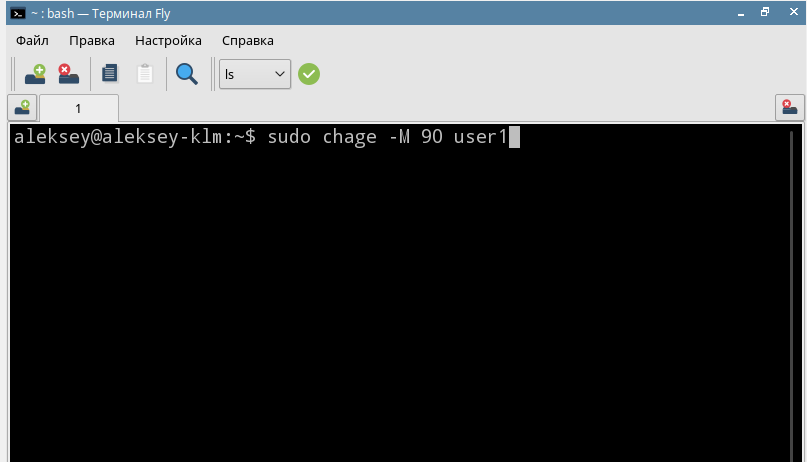 ~ : bash — Терминал Fly
Файл Правка Настройка Справка
ls
1
aleksey@aleksey-klm:~$ sudo chage -M 90 user1